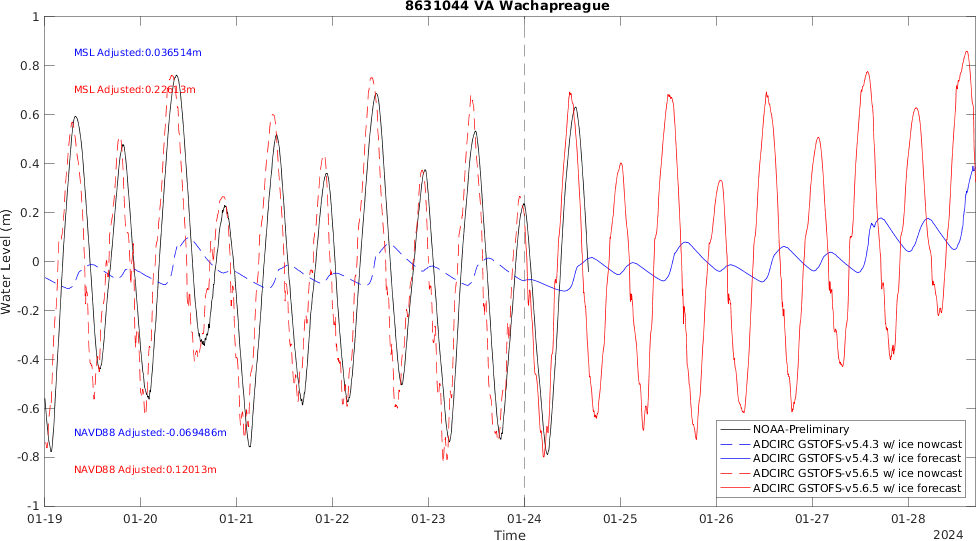 8631044 VA Wachapreague
MSL Adjusted:0.036514m
MSL Adjusted:0.22613m
NAVD88 Adjusted:-0.069486m
NAVD88 Adjusted:0.12013m
Water Level (m)
1
0.8
0.6
0.4
0.2
0
-0.2
-0.4
-0.6
-0.8
-1
NOAA-Preliminary
ADCIRC GSTOFS-v5.4.3 w/ ice nowcast
ADCIRC GSTOFS-v5.4.3 w/ ice forecast
ADCIRC GSTOFS-v5.6.5 w/ ice nowcast
ADCIRC GSTOFS-v5.6.5 w/ ice forecast
01-19 01-20 01-21 01-22 01-23 01-24 01-25 01-26 01-27 01-28
Time
2024